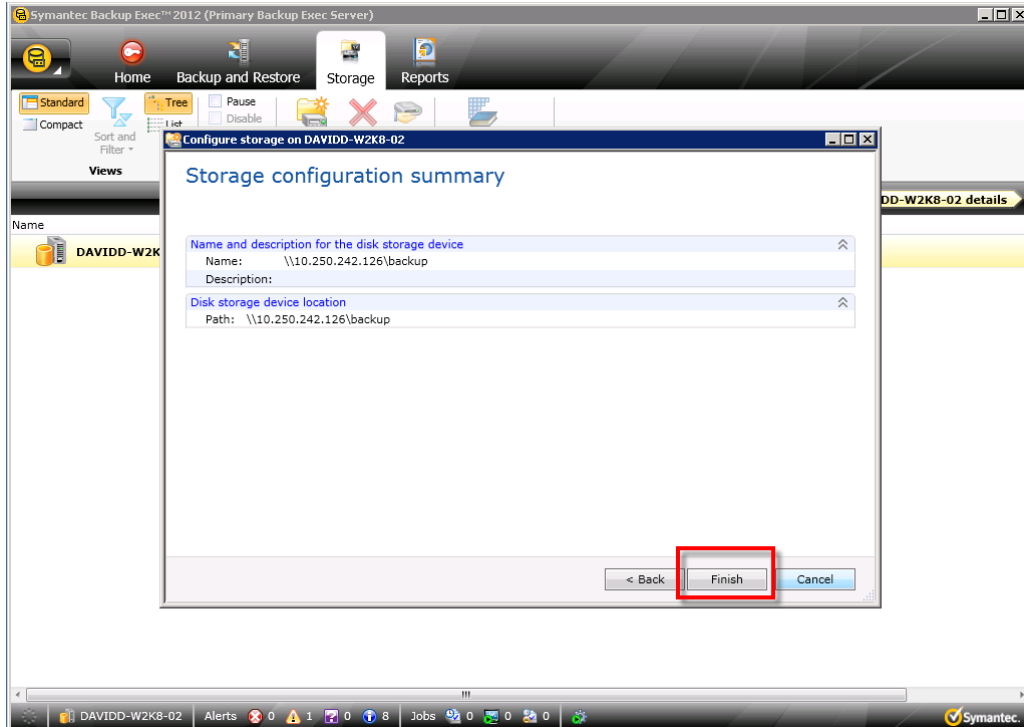 Symantec Backup Exec™ 2012 (Primary Backup Exec Server)
Home
Backup and Restore
Storage
Reports
Standard
Compact
Sort and
Filter
Tree
List
Pause
Disable
Views
Configure storage on DAVIDD-W2K8-02
Storage configuration summary
DD-W2K8-02 details
Name
DAVIDD-W2K
Name and description for the disk storage device
Name: \\10.250.242.126\backup
Description:
Disk storage device location
Path: \\10.250.242.126\backup
< Back
Finish
Cancel
DAVIDD-W2K8-02
Alerts 0 1 0 8
Jobs 0 0 0
Symantec.